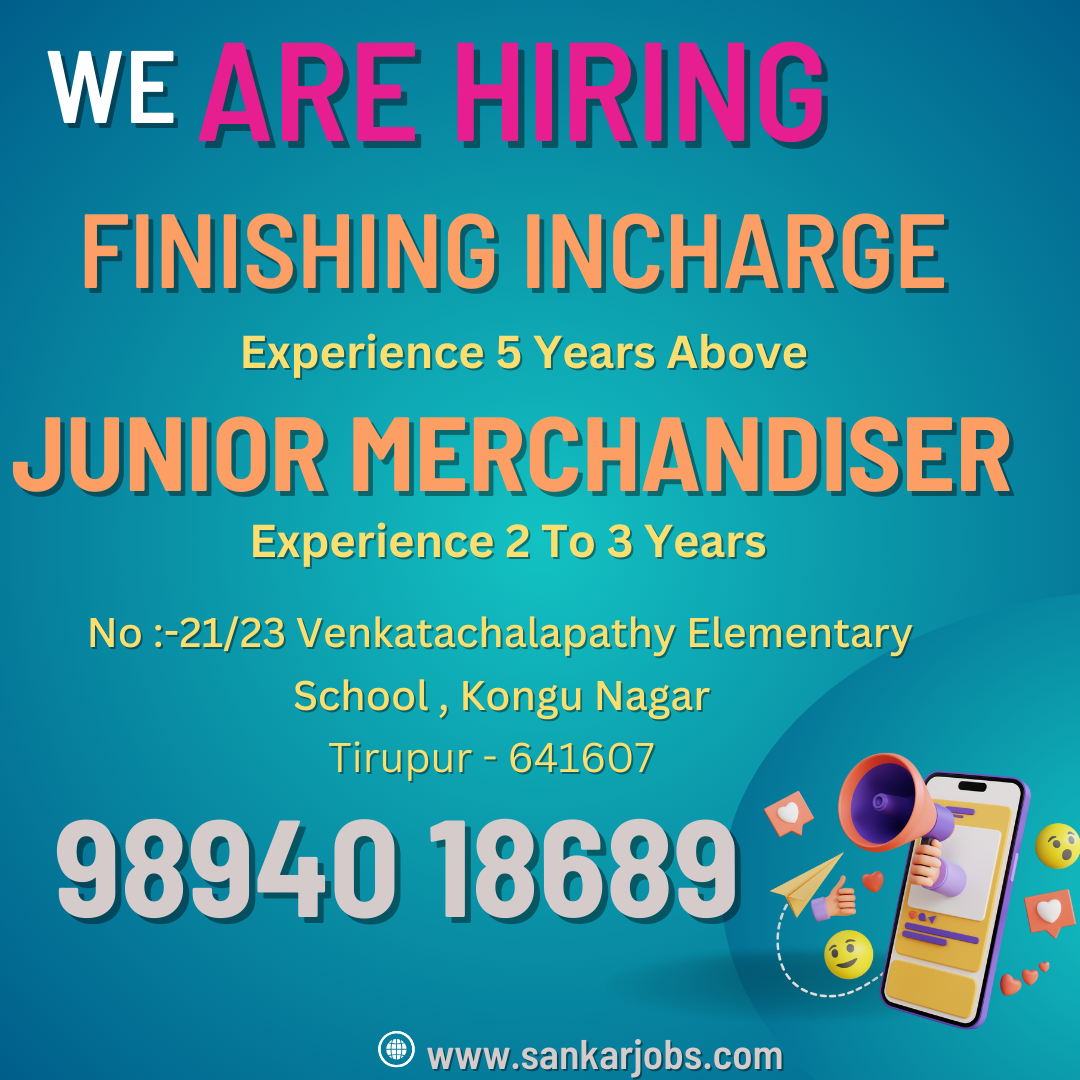 WE ARE HIRING
FINISHING INCHARGE
Experience 5 Years Above
JUNIOR MERCHANDISER
Experience 2 To 3 Years
No :-21/23 Venkatachalapathy Elementary
School , Kongu Nagar
Tirupur - 641607
98940 18689
www.sankarjobs.com